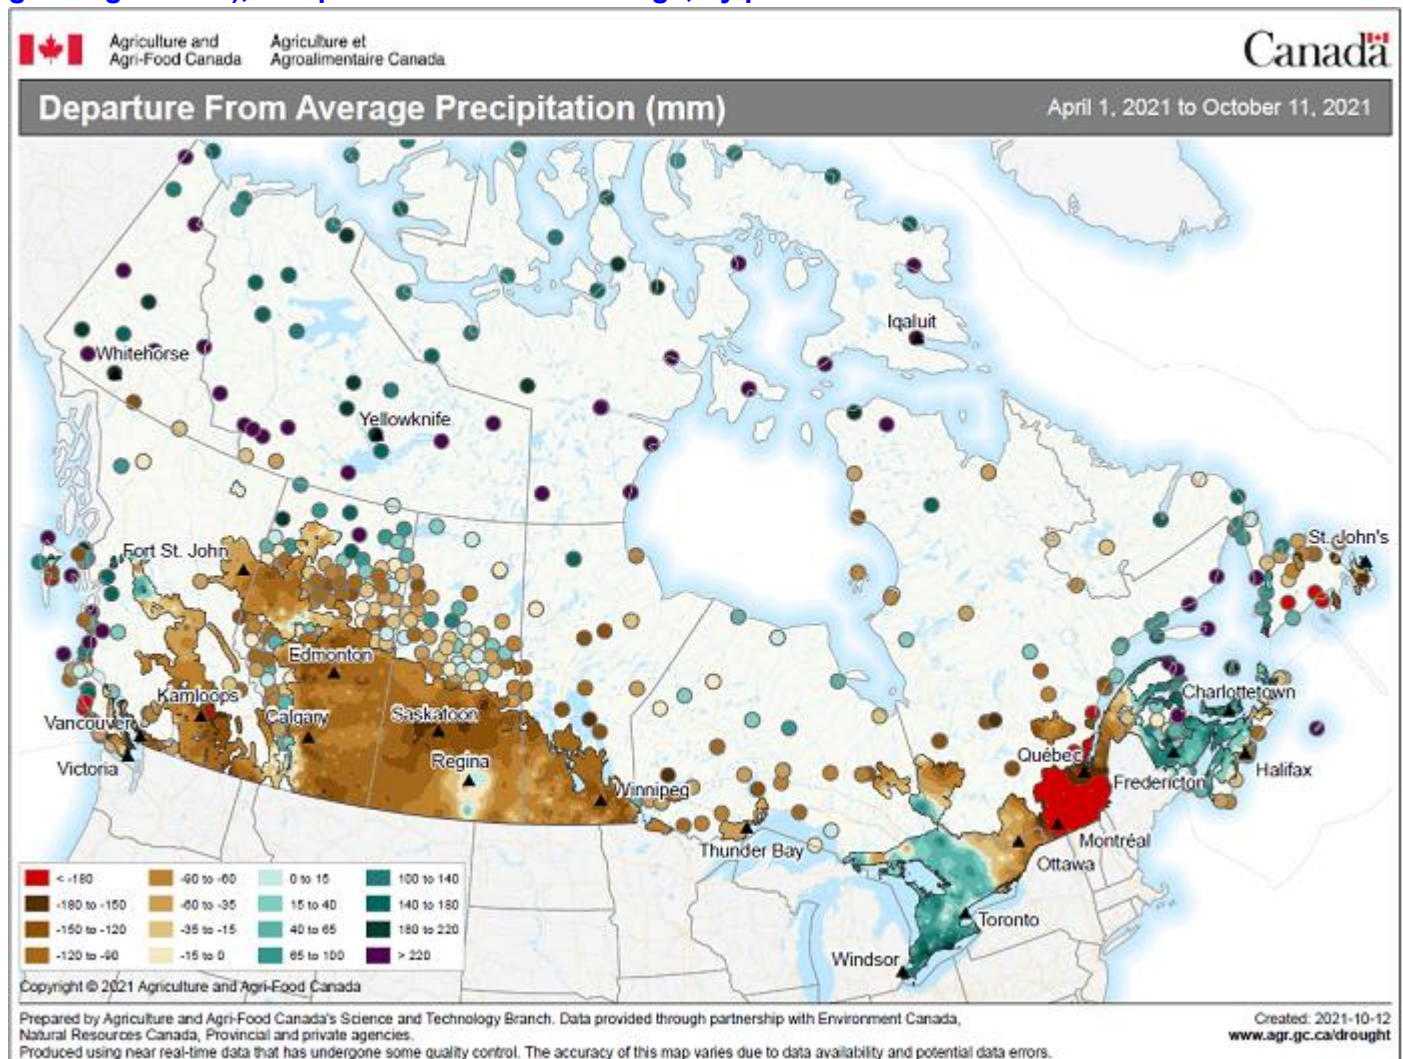 Agriculture and Agriculture et
Agri-Food Canada Agroalimentaire Canada
Canada
Departure From Average Precipitation (mm)
April 1, 2021 to October 11, 2021
Iqaluit
Whitehorse
Yellowknife
St. John's
Fort St. John
Edmonton
Charlottetown
Kamloops
Vancouver
Calgary
Saskatoon
Québec
Regina
Victoria
Halifax
Fredericton
Winnipeg
Montréal
Thunder Bay
Ottawa
Toronto
Windsor
< -180 -90 to -60 0 to 15 100 to 140
-180 to -150 -60 to -35 15 to 40 140 to 180
-150 to -120 -35 to -15 40 to 65 180 to 220
-120 to -90 -15 to 0 65 to 100 > 220
Copyright © 2021 Agriculture and Agri-Food Canada
Prepared by Agriculture and Agri-Food Canada's Science and Technology Branch. Data provided through partnership with Environment Canada,
Natural Resources Canada, Provincial and private agencies.
Produced using near real-time data that has undergone some quality control. The accuracy of this map varies due to data availability and potential data errors.
Created: 2021-10-12
www.agr.gc.ca/drought